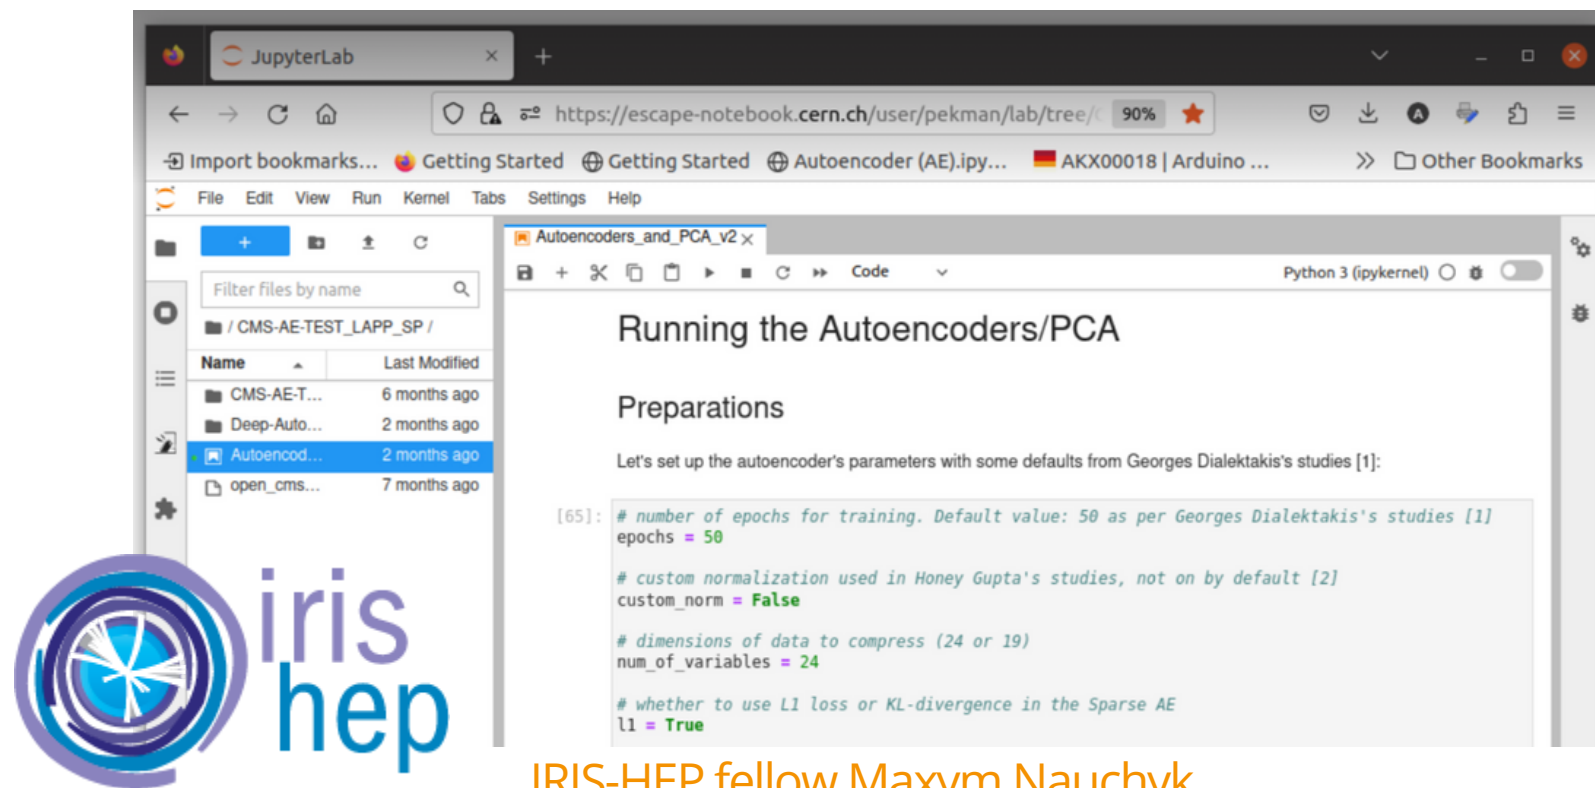 JupyterLab
https://escape-notebook.cern.ch/user/pekman/lab/tree/ 90%
Import bookmarks... Getting Started Getting Started Autoencoder (AE).ipy... AKX00018 | Arduino ... Other Bookmarks
File Edit View Run Kernel Tabs Settings Help
Autoencoders_and_PCA_v2
Code Python 3 (ipykernel)
Filter files by name
/ CMS-AE-TEST_LAPP_SP /
Name Last Modified
CMS-AE-T... 6 months ago
Deep-Auto... 2 months ago
Autoencod... 2 months ago
open_cms... 7 months ago
Running the Autoencoders/PCA
Preparations
Let's set up the autoencoder's parameters with some defaults from Georges Dialektakis's studies [1]:
[65]: # number of epochs for training. Default value: 50 as per Georges Dialektakis's studies [1]
epochs = 50
# custom normalization used in Honey Gupta's studies, not on by default [2]
custom_norm = False
# dimensions of data to compress (24 or 19)
num_of_variables = 24
# whether to use L1 loss or KL-divergence in the Sparse AE
l1 = True
iris
hep
IRIS-HEP fellow Maxym Nauchyk